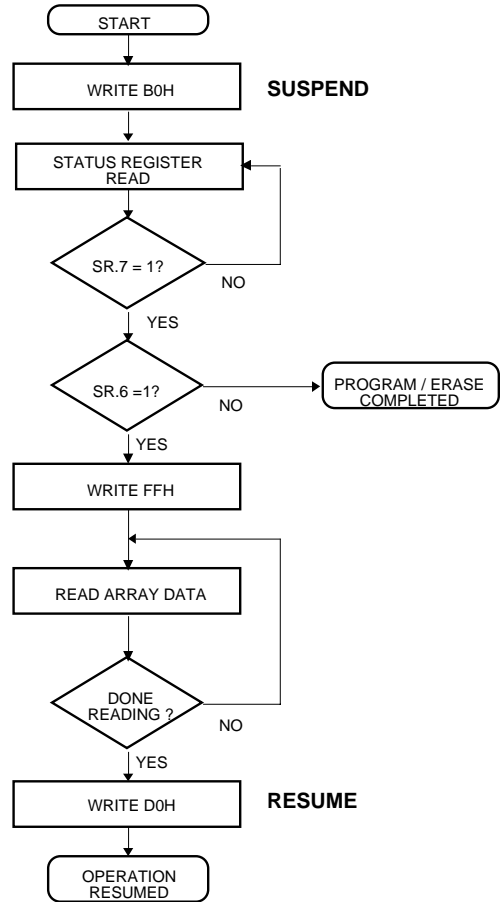 START
WRITE B0H
SUSPEND
STATUS REGISTER
READ
SR.7 = 1?
NO
YES
SR.6 =1?
NO
PROGRAM / ERASE
COMPLETED
YES
WRITE FFH
READ ARRAY DATA
DONE
READING ?
NO
YES
WRITE D0H
RESUME
OPERATION
RESUMED